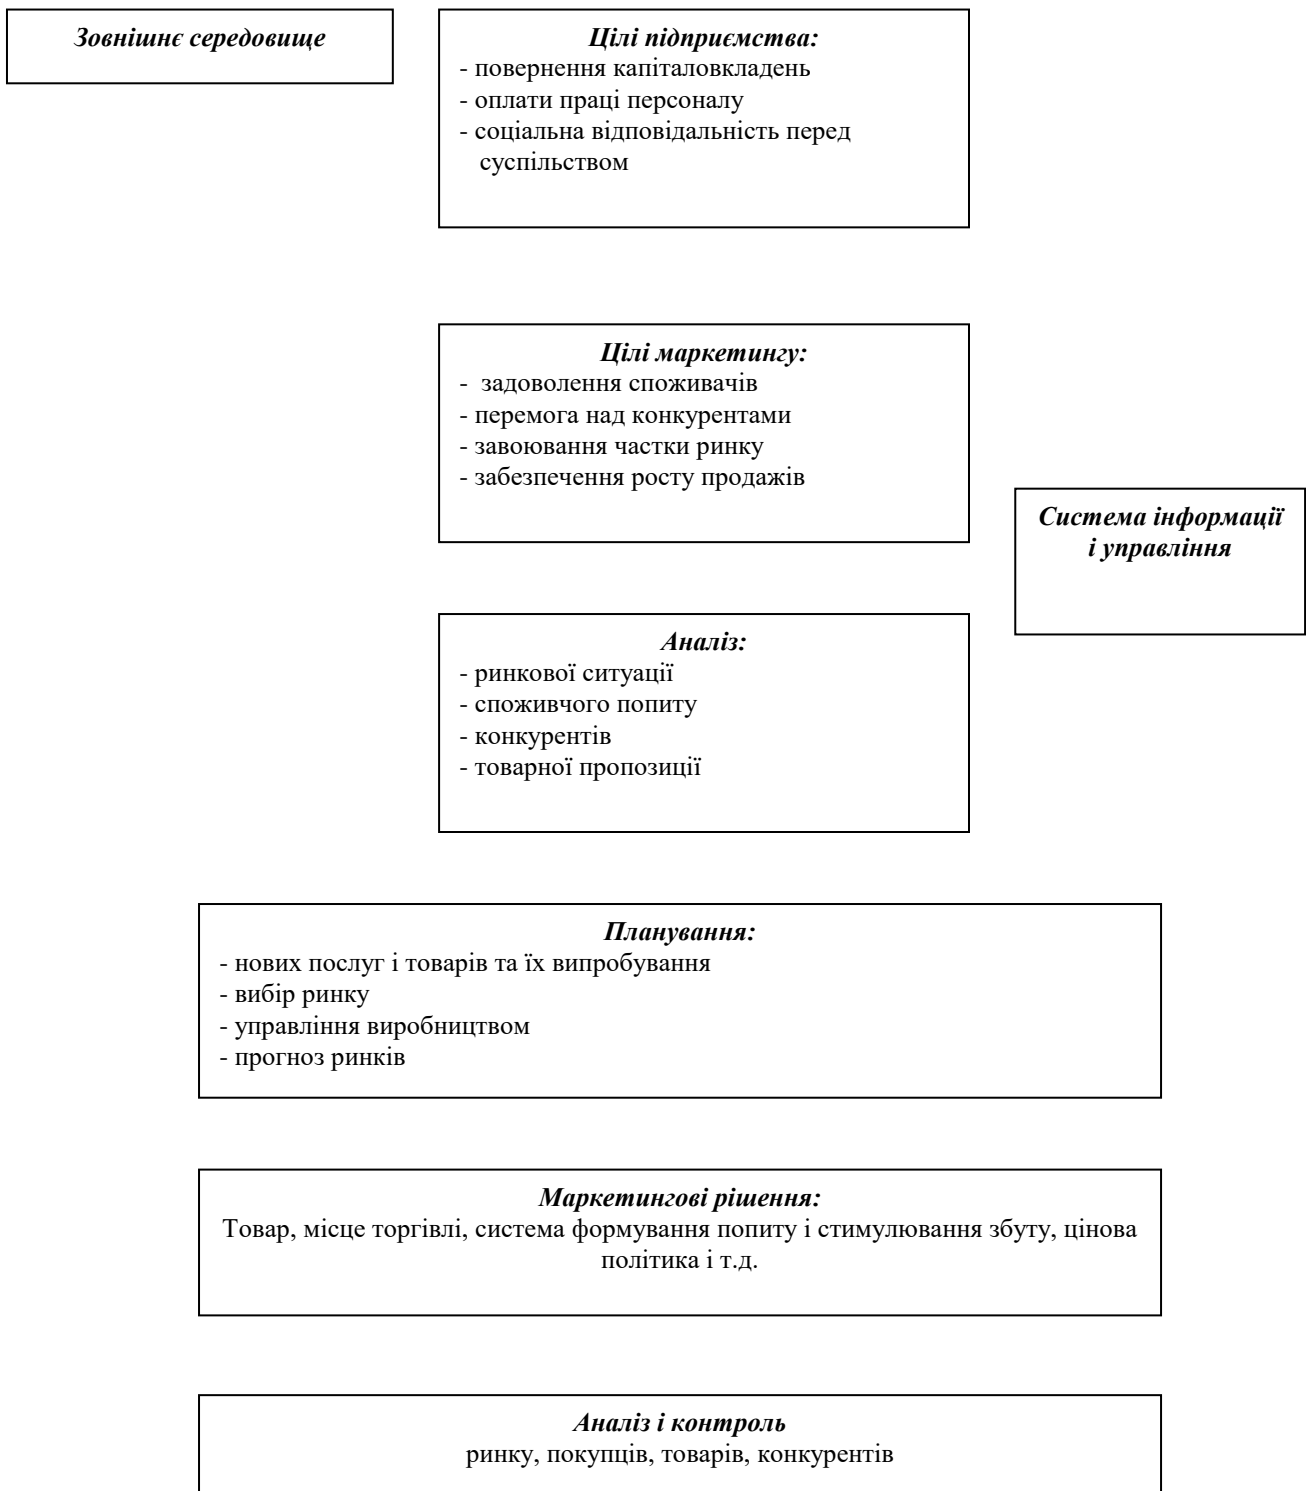 Зовнішнє середовище
Цілі підприємства:
- повернення капіталовкладень
- оплати праці персоналу
- соціальна відповідальність перед
суспільством
Цілі маркетингу:
- задоволення споживачів
- перемога над конкурентами
- завоювання частки ринку
- забезпечення росту продажів
Система інформації
і управління
Аналіз:
- ринкової ситуації
- споживчого попиту
- конкурентів
- товарної пропозиції
Планування:
- нових послуг і товарів та їх випробування
- вибір ринку
- управління виробництвом
- прогноз ринків
Маркетингові рішення:
Товар, місце торгівлі, система формування попиту і стимулювання збуту, цінова
політика і т.д.
Аналіз і контроль
ринку, покупців, товарів, конкурентів